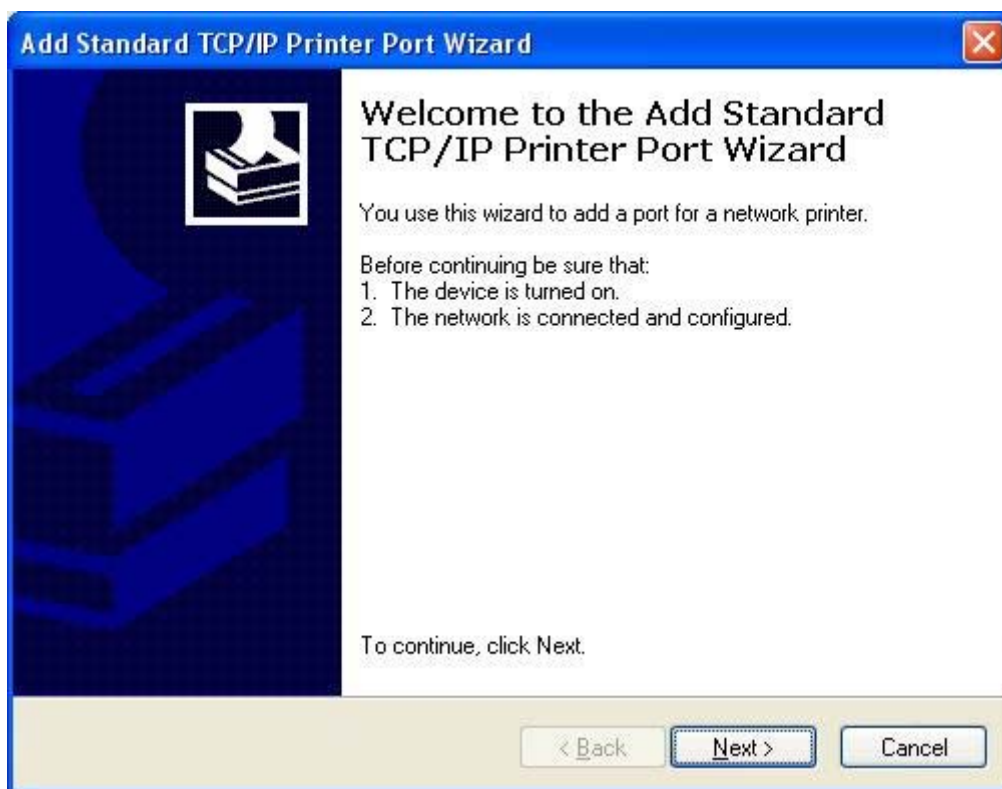 Add Standard TCP/IP Printer Port Wizard
Welcome to the Add Standard
TCP/IP Printer Port Wizard
You use this wizard to add a port for a network printer.
Before continuing be sure that:
1. The device is turned on.
2. The network is connected and configured.
To continue, click Next.
< Back
Next >
Cancel